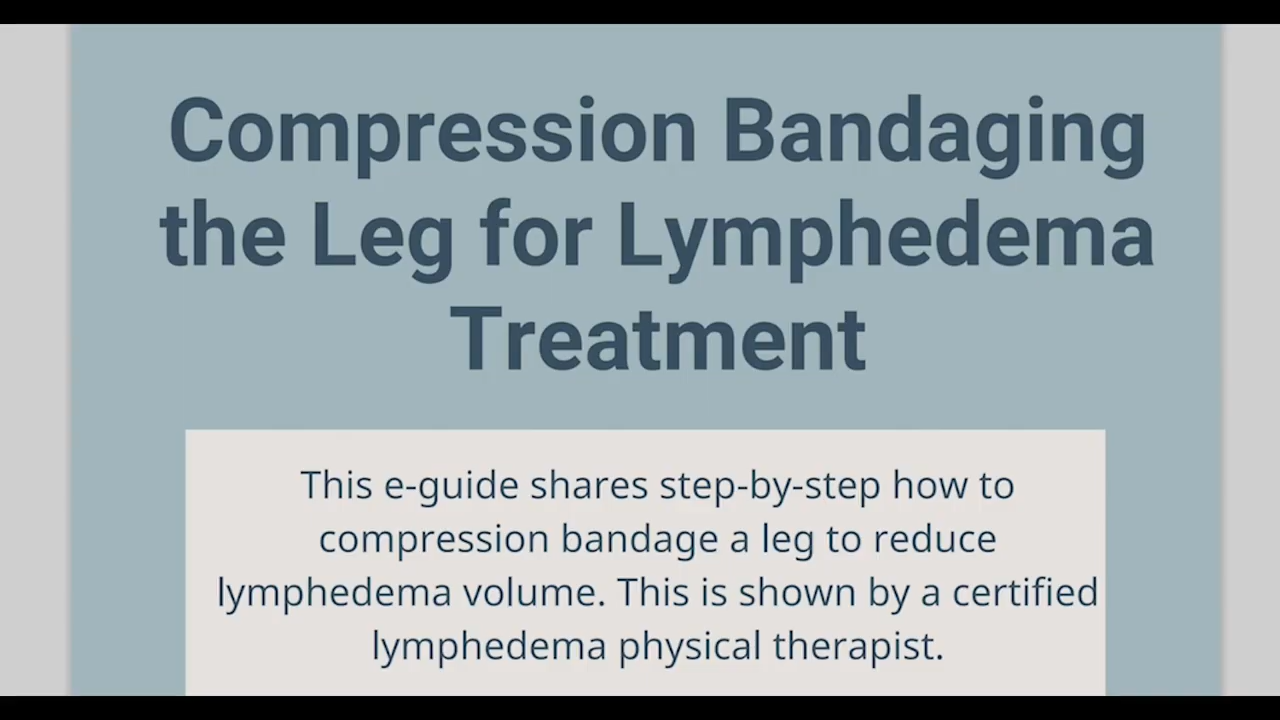 Compression Bandaging
the Leg for Lymphedema
Treatment
This e-guide shares step-by-step how to
compression bandage a leg to reduce
lymphedema volume. This is shown by a certified
lymphedema physical therapist.